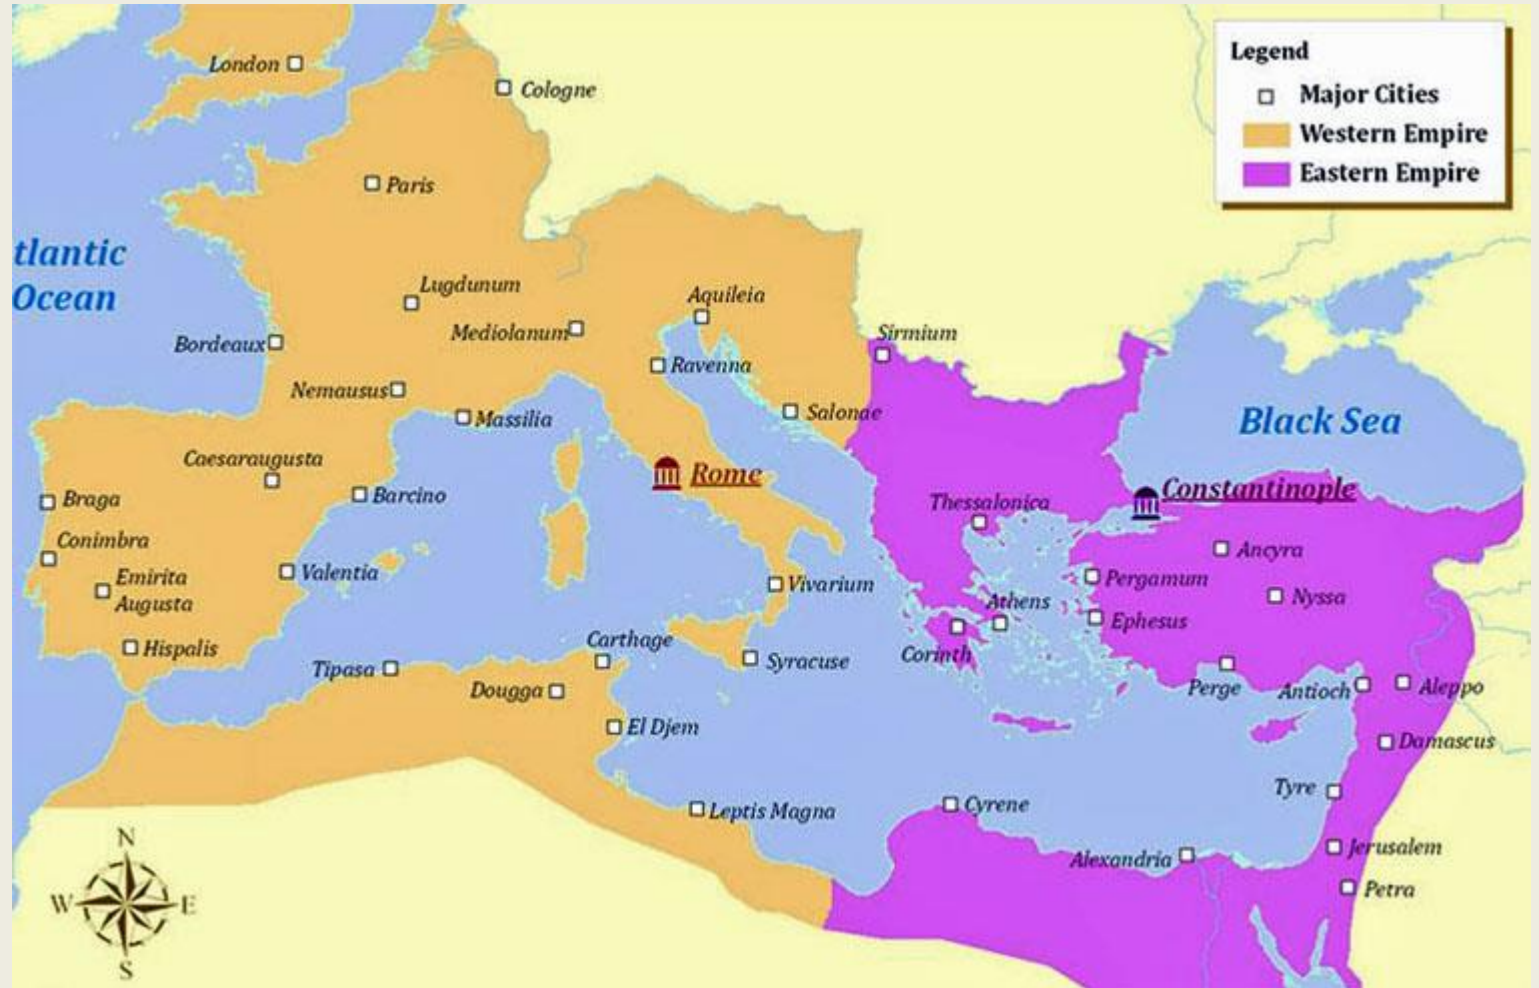 Legend
Major Cities
Western Empire
Eastern Empire
London
Cologne
Paris
tlantic
Ocean
Lugdunum
Aquileia
Bordeaux
Mediolanum
Sirmium
Ravenna
Nemausus
Massilia
Salonae
Black Sea
Caesaraugusta
Rome
Braga
Barcino
Constantinople
Thessalonica
Conimbra
Ancyra
Emirita
Augusta
Valentia
Vivarium
Pergamum
Nyssa
Athens
Ephesus
Hispalis
Carthage
Corinth
Tipasa
Syracuse
Dougga
Perge
Antioch
Aleppo
El Djem
Damascus
Tyre
Leptis Magna
Cyrene
N
Alexandria
Jerusalem
W
E
Petra
S